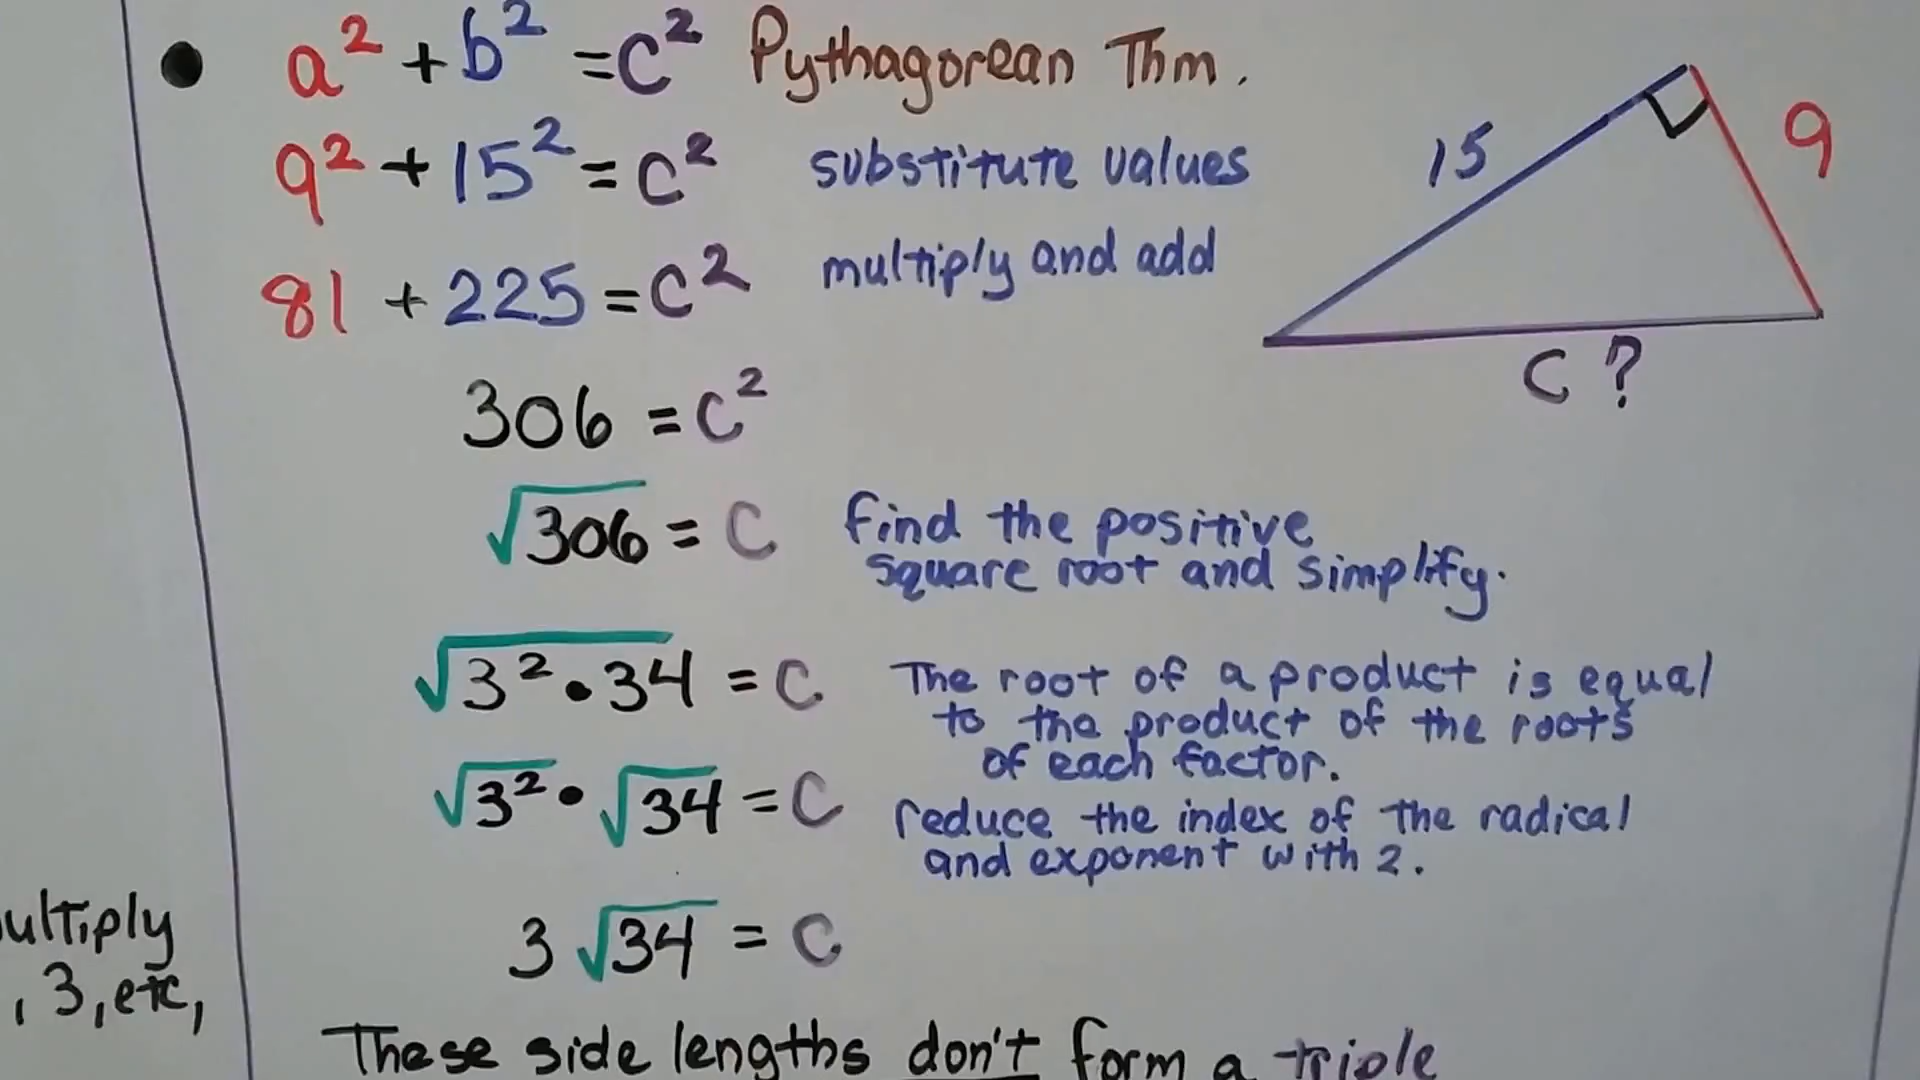 a² + b² = c² Pythagorean Thm.
9² + 15² = c² substitute values
81 + 225 = c² multiply and add
306 = c²
√306 = c find the positive
square root and simplify.
√3²•34 = c The root of a product is equal
to the product of the roots
of each factor.
√3² • √34 = c reduce the index of the radical
and exponent with 2.
3√34 = c
These side lengths don't form a triple
15
9
c?
, 3, etc,